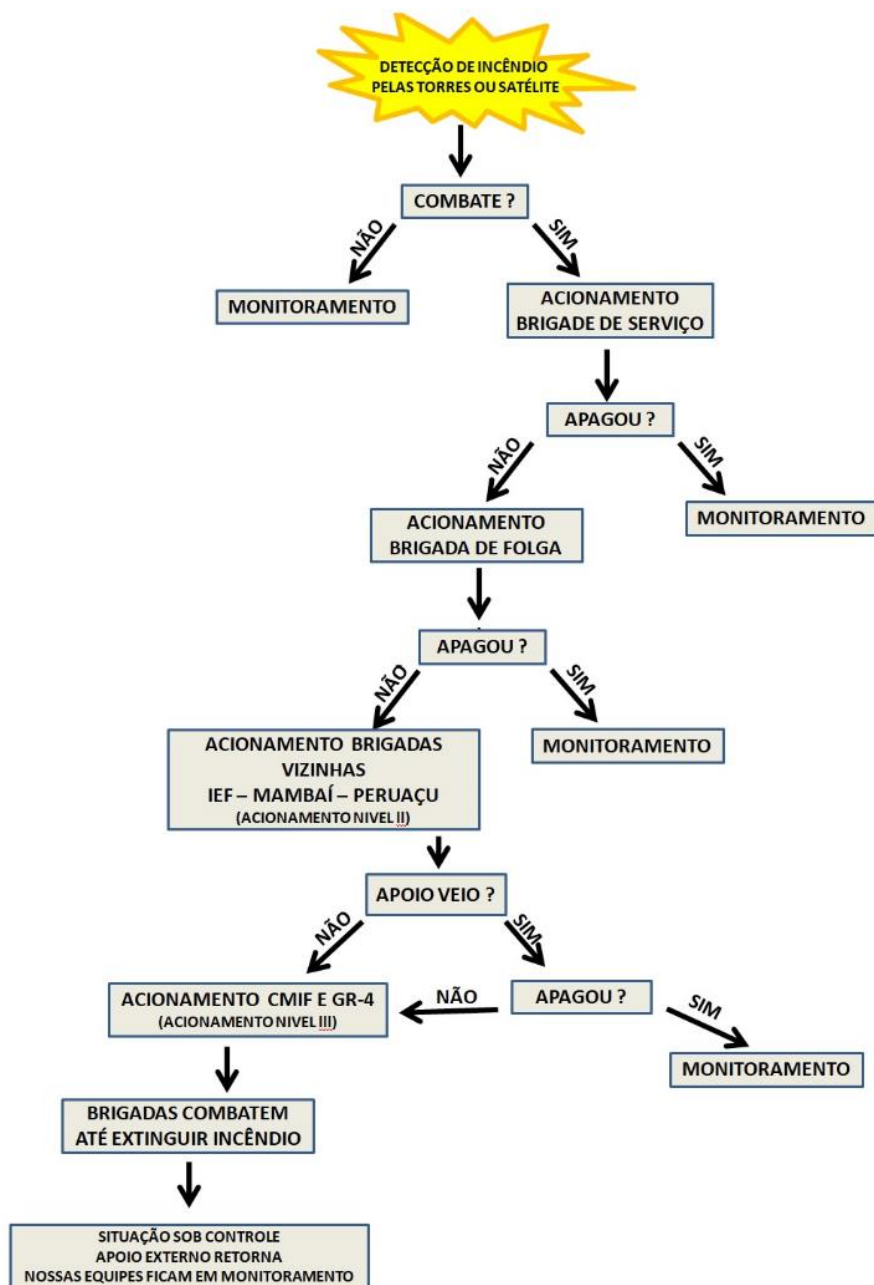 DETECÇÃO DE INCÊNDIO
PELAS TORRES OU SATÉLITE
COMBATE ?
NÃO
SIM
MONITORAMENTO
ACIONAMENTO
BRIGADE DE SERVIÇO
APAGOU ?
NÃO
SIM
ACIONAMENTO
BRIGADA DE FOLGA
MONITORAMENTO
APAGOU ?
NÃO
SIM
ACIONAMENTO BRIGADAS
VIZINHAS
IEF – MAMBAÍ – PERUAÇU
(ACIONAMENTO NIVEL II)
MONITORAMENTO
APOIO VEIO ?
NÃO
SIM
ACIONAMENTO CMIF E GR-4
(ACIONAMENTO NIVEL III)
NÃO
APAGOU ?
SIM
MONITORAMENTO
BRIGADAS COMBATEM
ATÉ EXTINGUIR INCÊNDIO
SITUAÇÃO SOB CONTROLE
APOIO EXTERNO RETORNA
NOSSAS EQUIPES FICAM EM MONITORAMENTO